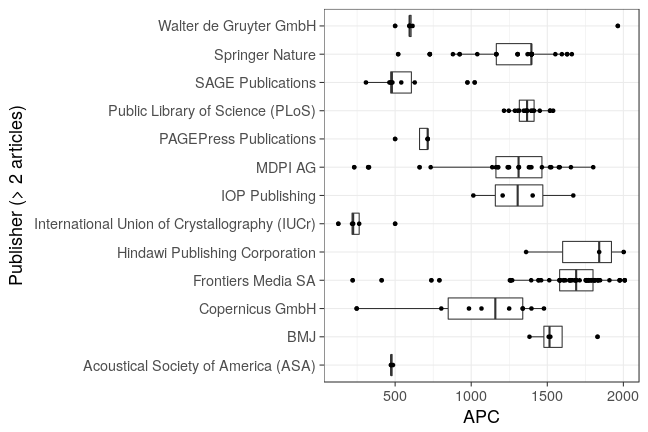 Publisher (> 2 articles)
Walter de Gruyter GmbH
Springer Nature
SAGE Publications
Public Library of Science (PLoS)
PAGEPress Publications
MDPI AG
IOP Publishing
International Union of Crystallography (IUCr)
Hindawi Publishing Corporation
Frontiers Media SA
Copernicus GmbH
BMJ
Acoustical Society of America (ASA)
500 1000 1500 2000
APC